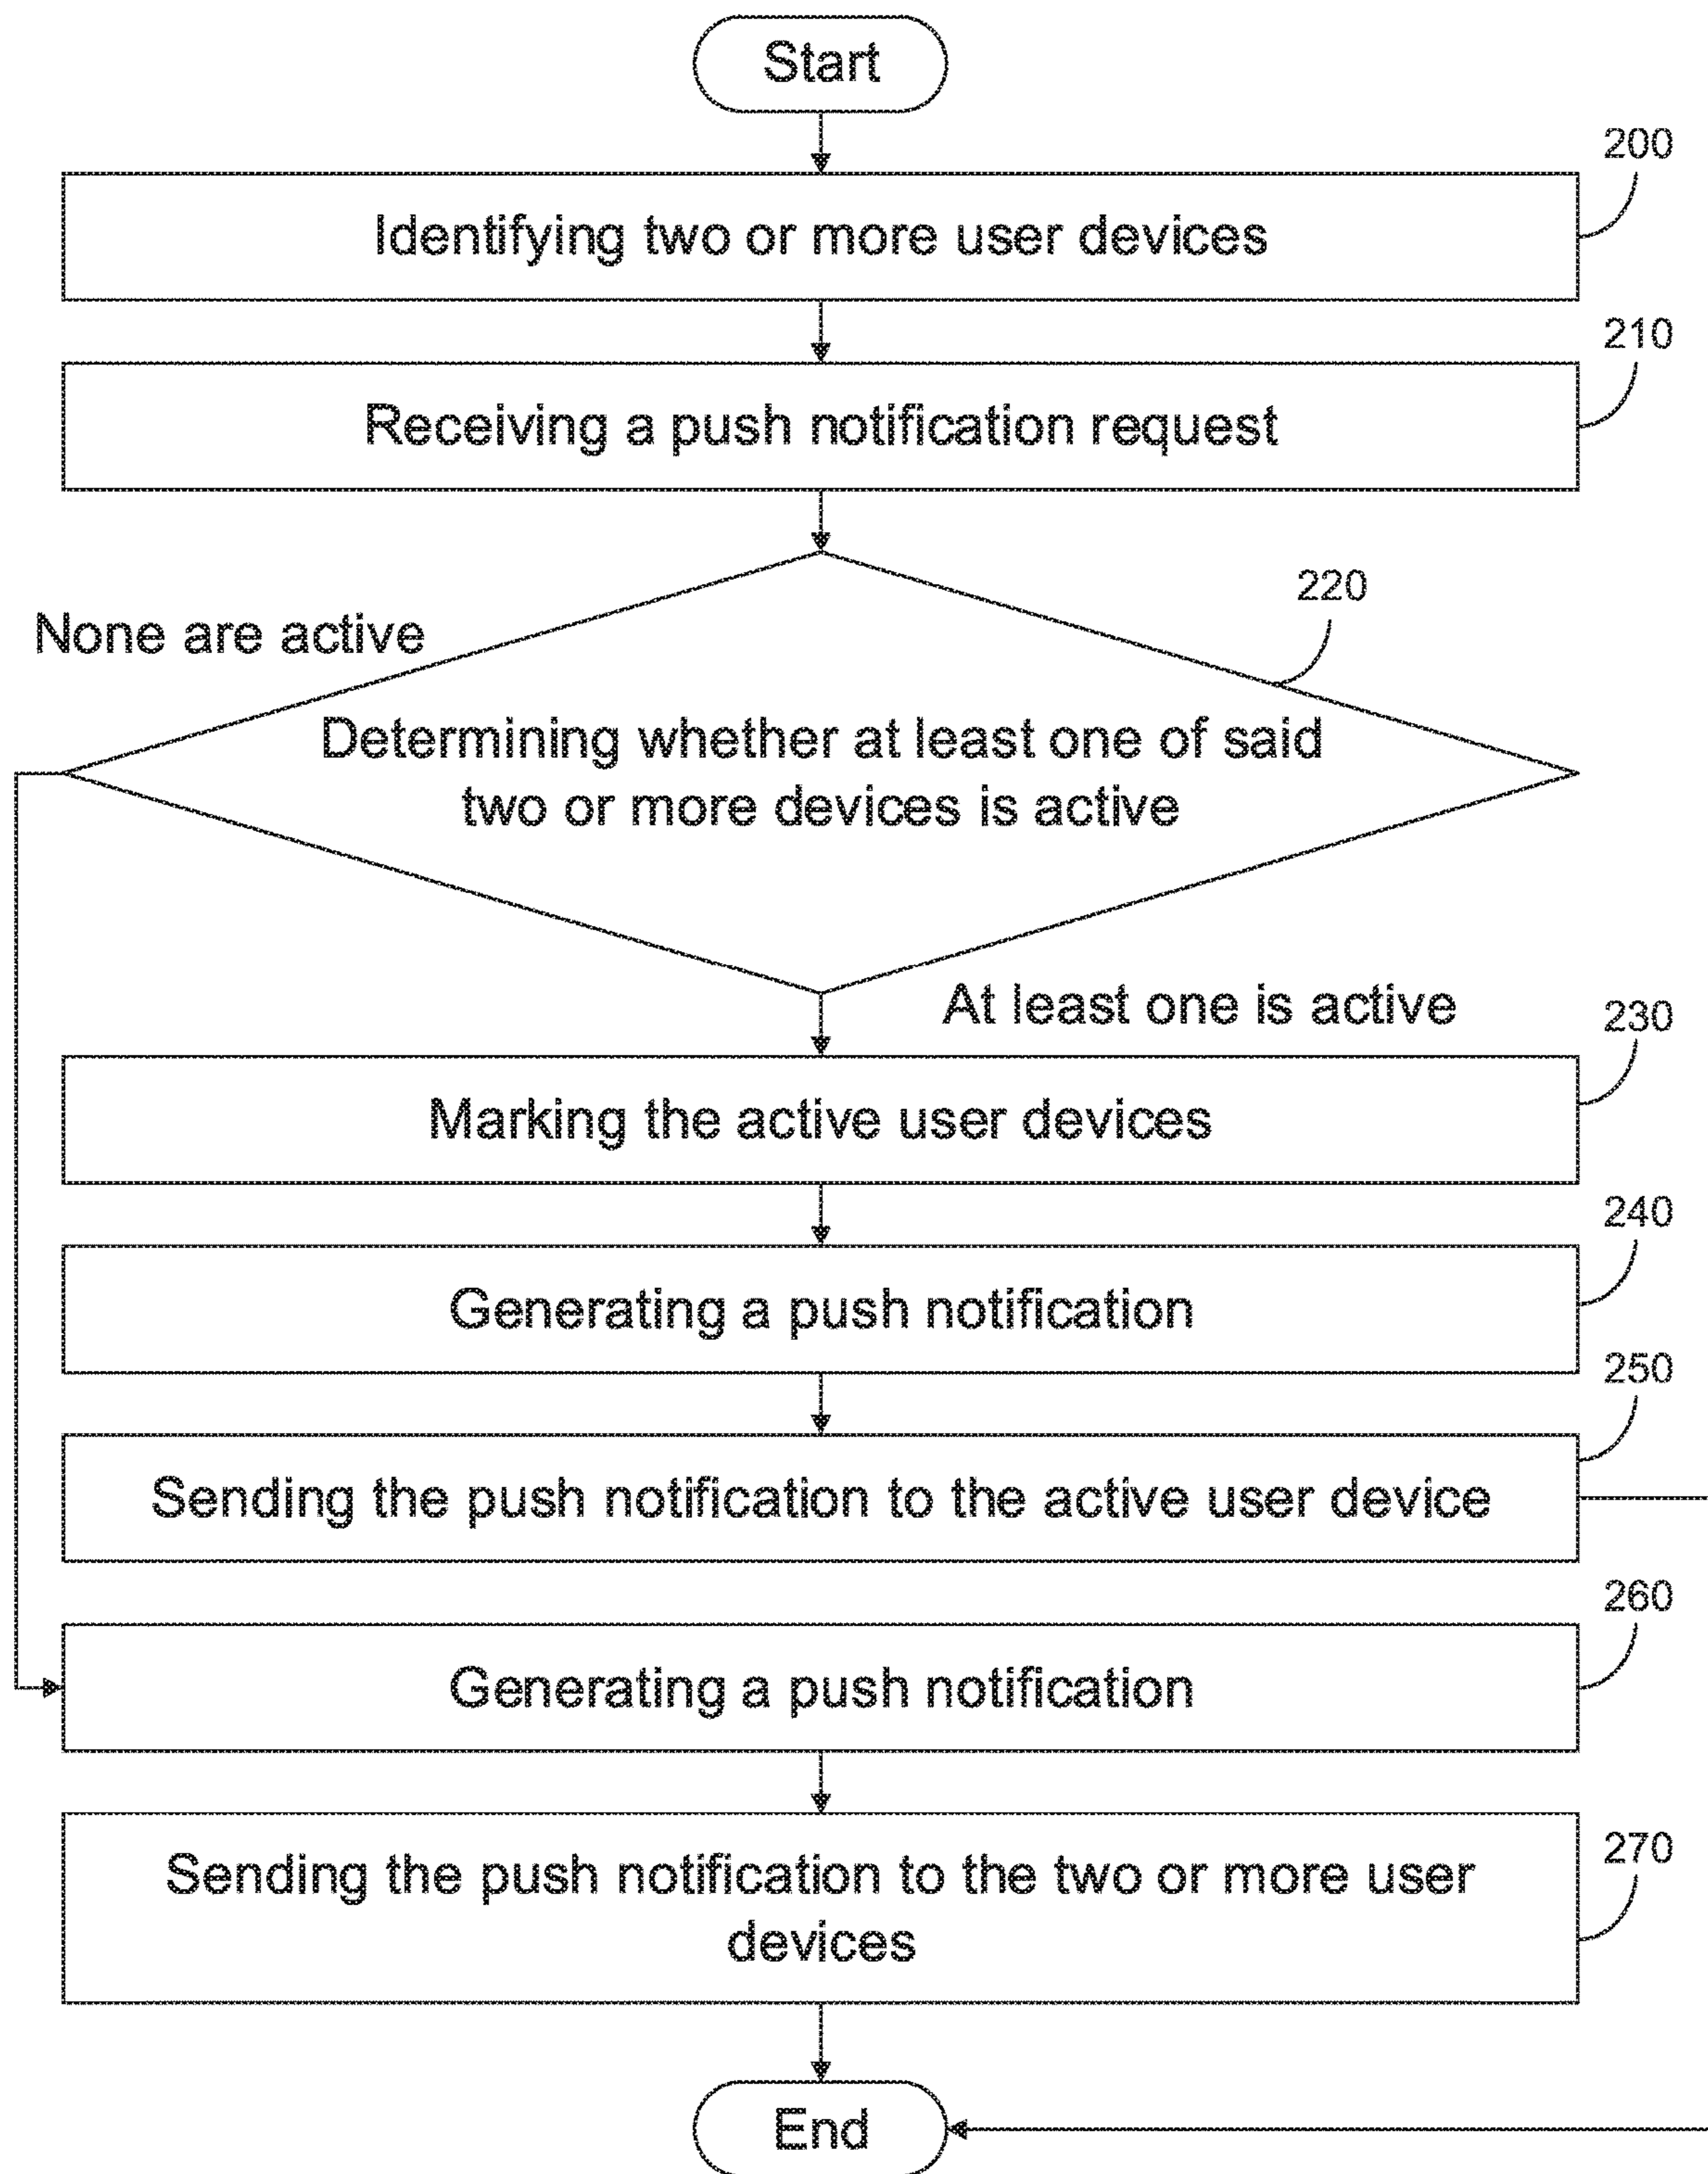 Start
200
Identifying two or more user devices
210
Receiving a push notification request
220
None are active
Determining whether at least one of said
two or more devices is active
At least one is active
230
Marking the active user devices
240
Generating a push notification
250
Sending the push notification to the active user device
260
Generating a push notification
270
Sending the push notification to the two or more user
devices
End